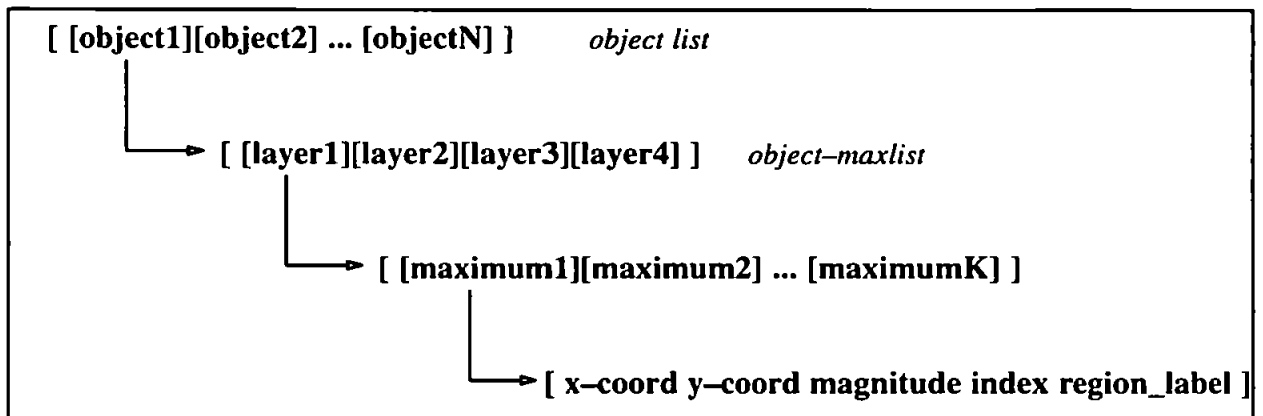 [ [object1][object2] ... [objectN] ] object list
[ [layer1][layer2][layer3][layer4] ] object–maxlist
[ [maximum1][maximum2] ... [maximumK] ]
[ x–coord y–coord magnitude index region_label ]